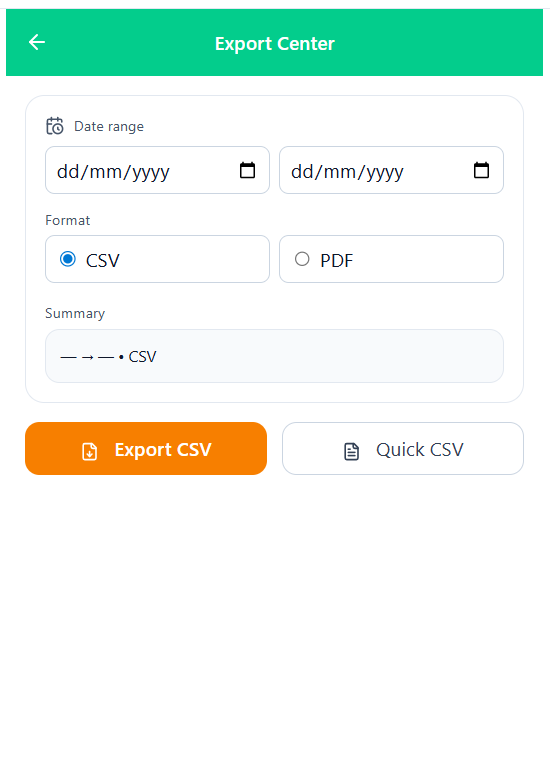 Export Center
Date range
dd/mm/yyyy dd/mm/yyyy
Format
CSV PDF
Summary
— → — • CSV
Export CSV Quick CSV